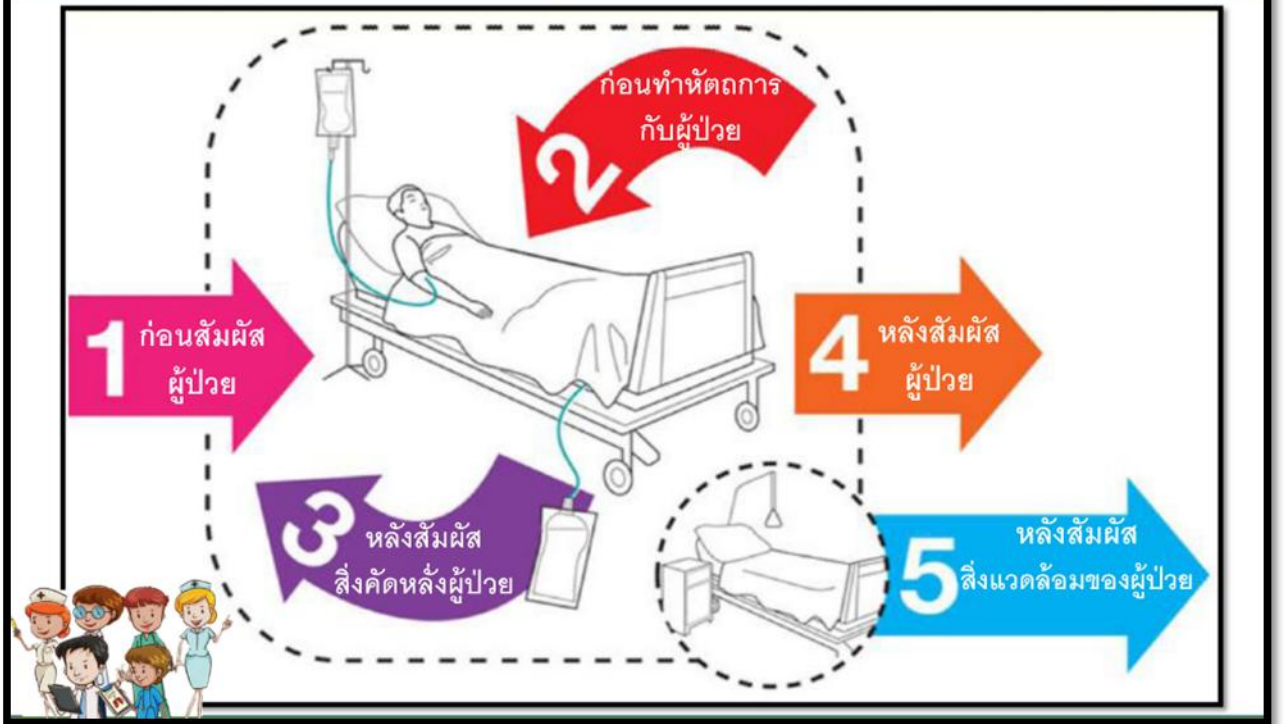 1
ก่อนสัมผัส
ผู้ป่วย
2
ก่อนทำหัตถการ
กับผู้ป่วย
3
หลังสัมผัส
สิ่งคัดหลั่งผู้ป่วย
4
หลังสัมผัส
ผู้ป่วย
5
หลังสัมผัส
สิ่งแวดล้อมของผู้ป่วย